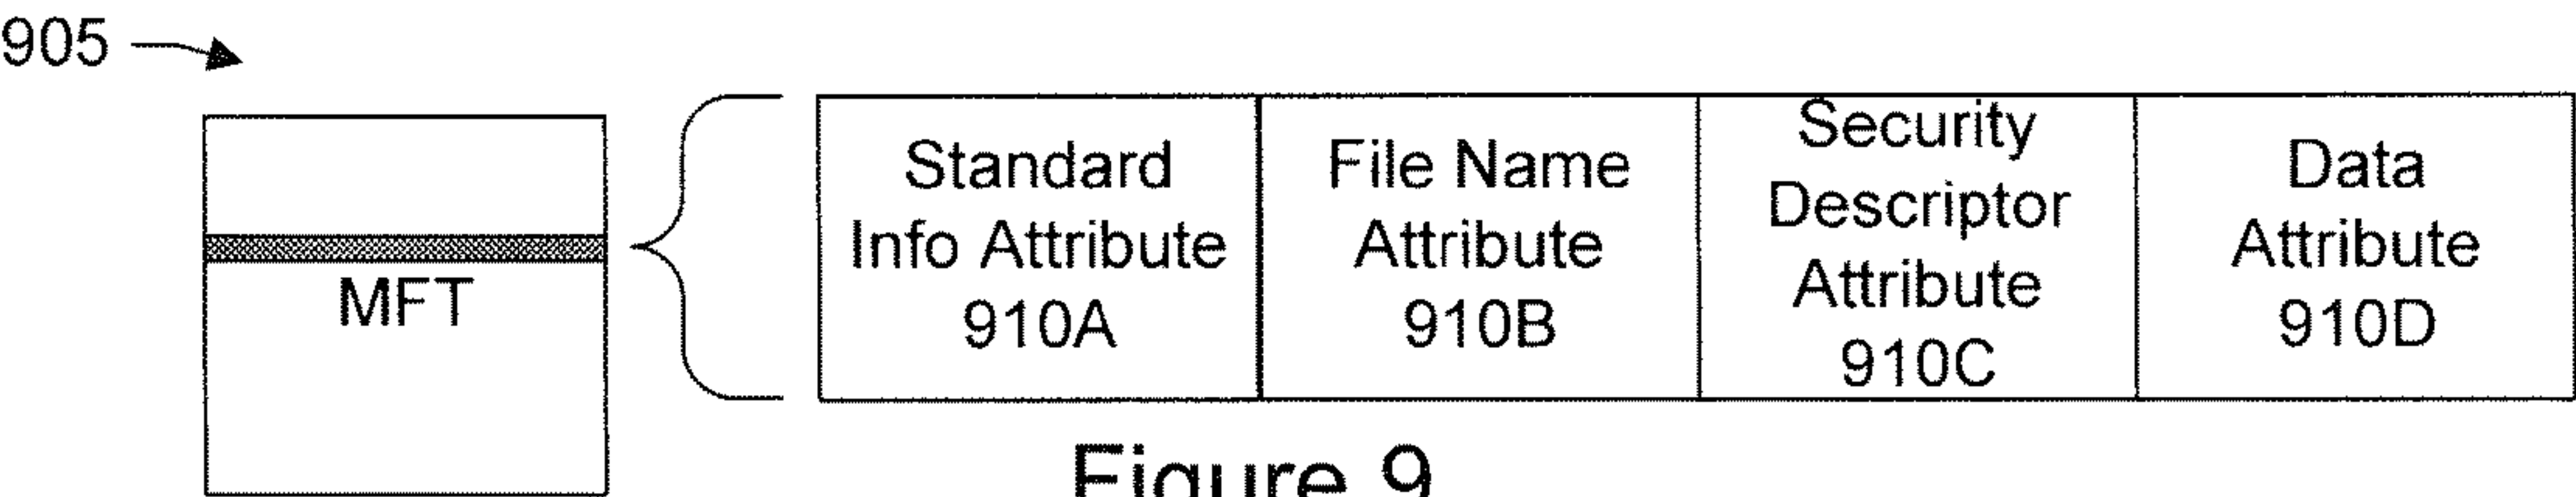 905
MFT
Standard
Info Attribute
910A
File Name
Attribute
910B
Security
Descriptor
Attribute
910C
Data
Attribute
910D
Figure 9